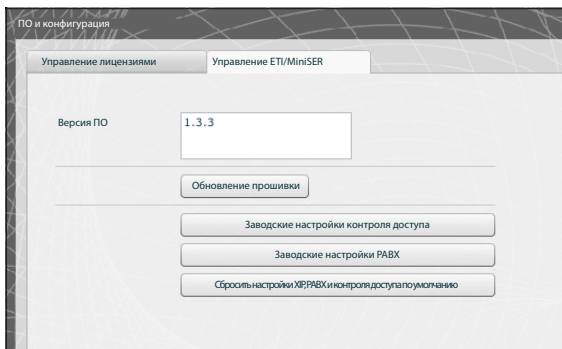 ПО и конфигурация
Управление лицензиями
Управление ETI/MiniSER
Версия ПО
1.3.3
Обновление прошивки
Заводские настройки контроля доступа
Заводские настройки PABX
Сбросить настройки XIP, PABX и контроля доступа по умолчанию